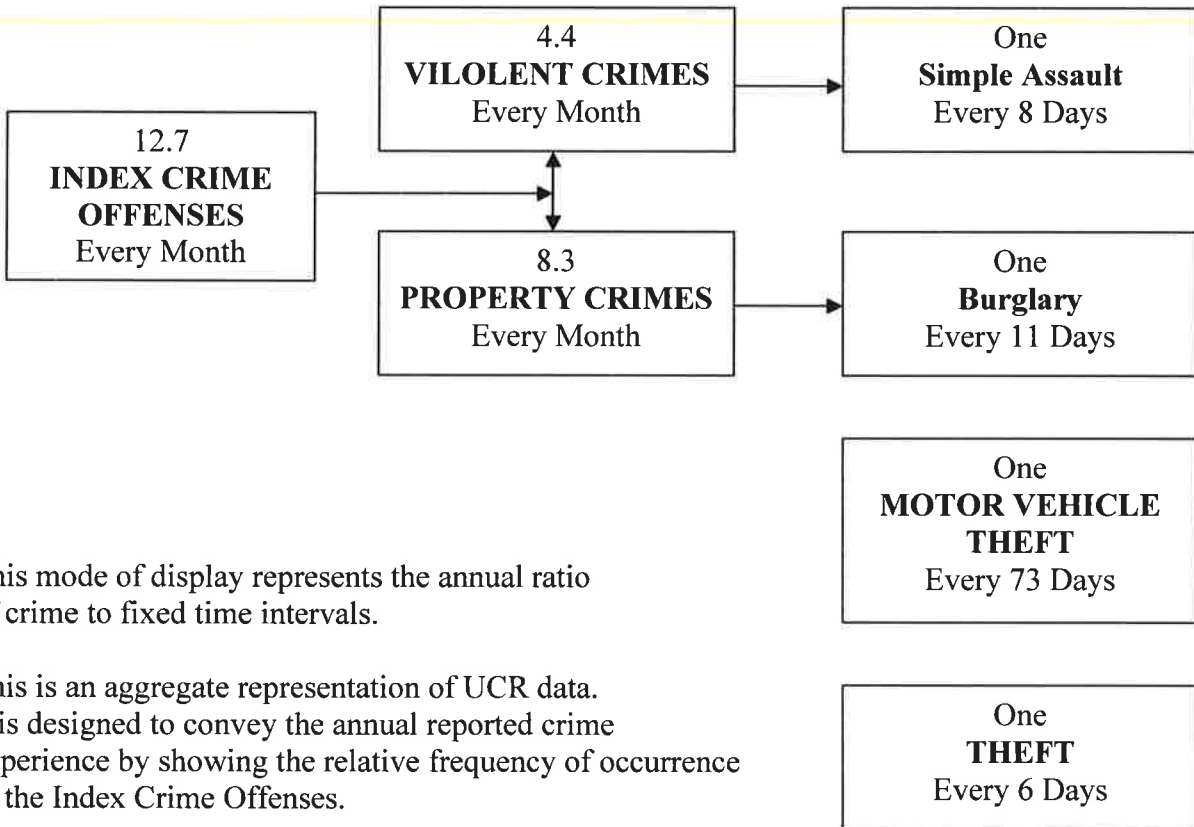 12.7
INDEX CRIME
OFFENSES
Every Month
4.4
VILOLENT CRIMES
Every Month
8.3
PROPERTY CRIMES
Every Month
One
Simple Assault
Every 8 Days
One
Burglary
Every 11 Days
One
MOTOR VEHICLE
THEFT
Every 73 Days
One
THEFT
Every 6 Days
his mode of display represents the annual ratio
crime to fixed time intervals.
his is an aggregate representation of UCR data.
is designed to convey the annual reported crime
perience by showing the relative frequency of occurrence
the Index Crime Offenses.